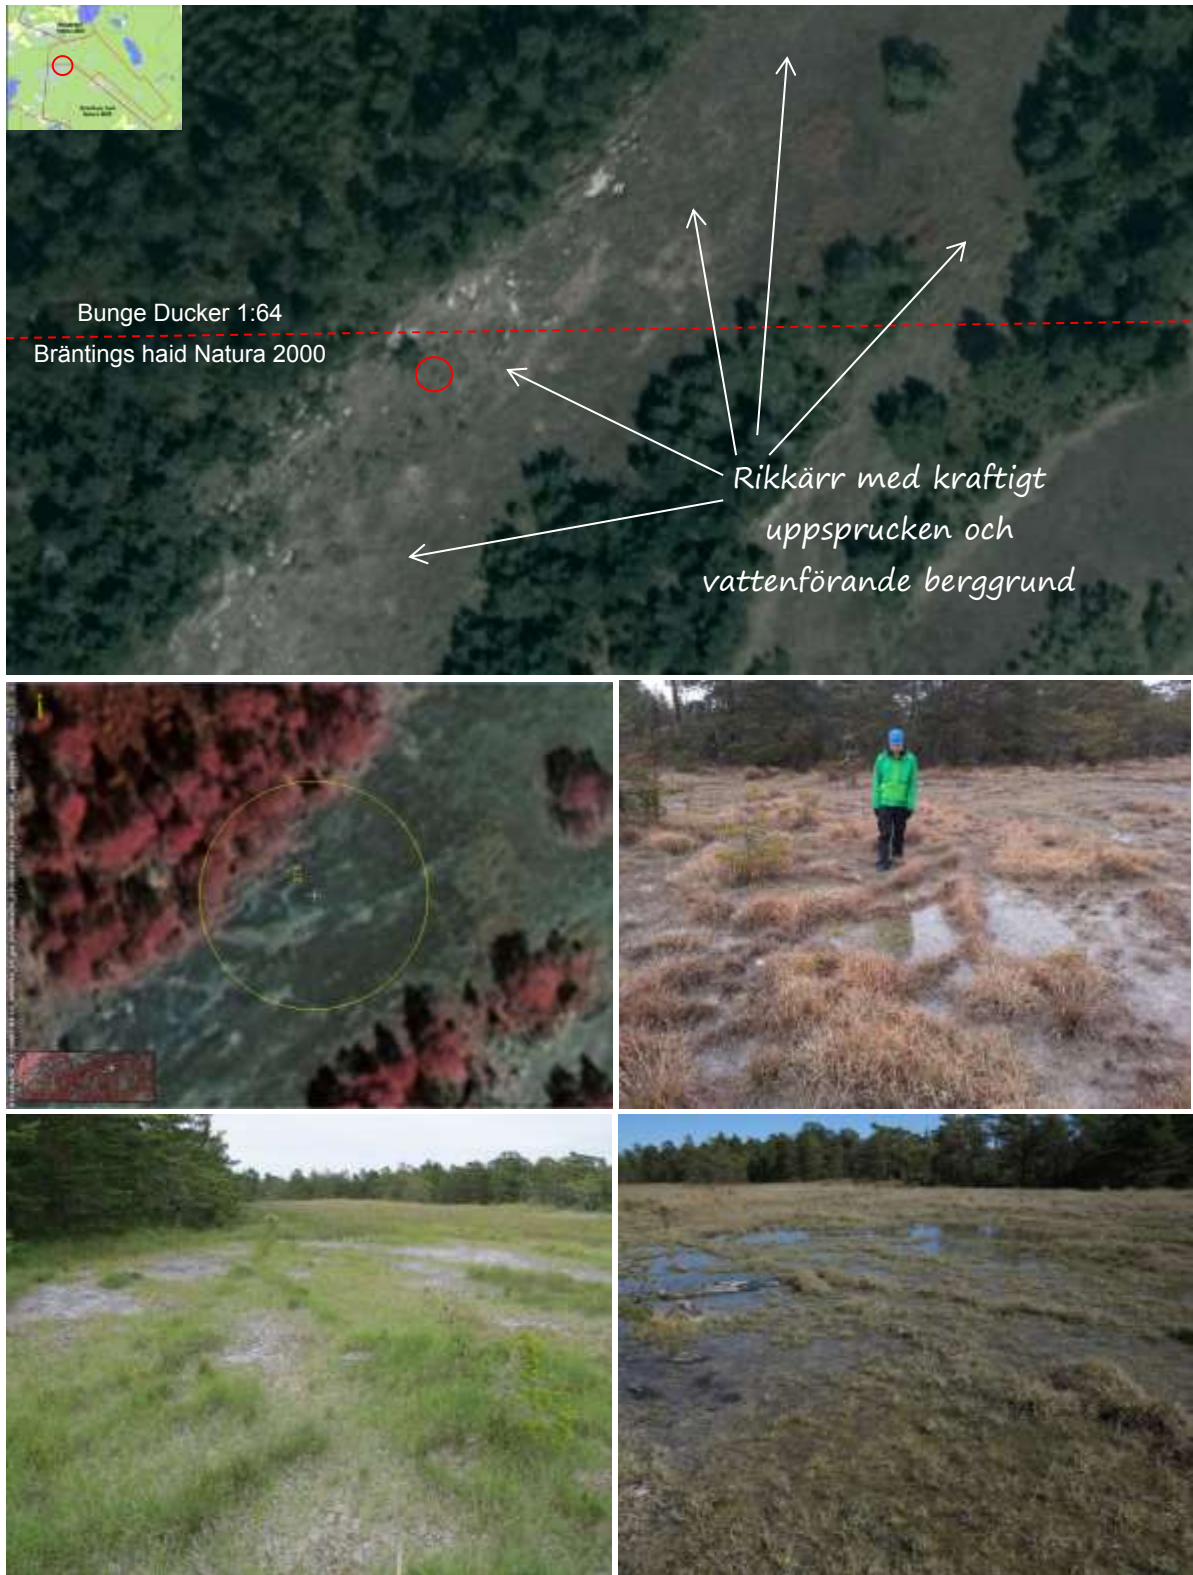 Bunge Ducker 1:64
Bräntings haid Natura 2000
Rikkärr med kraftigt
uppsprucken och
vattenförande berggrund